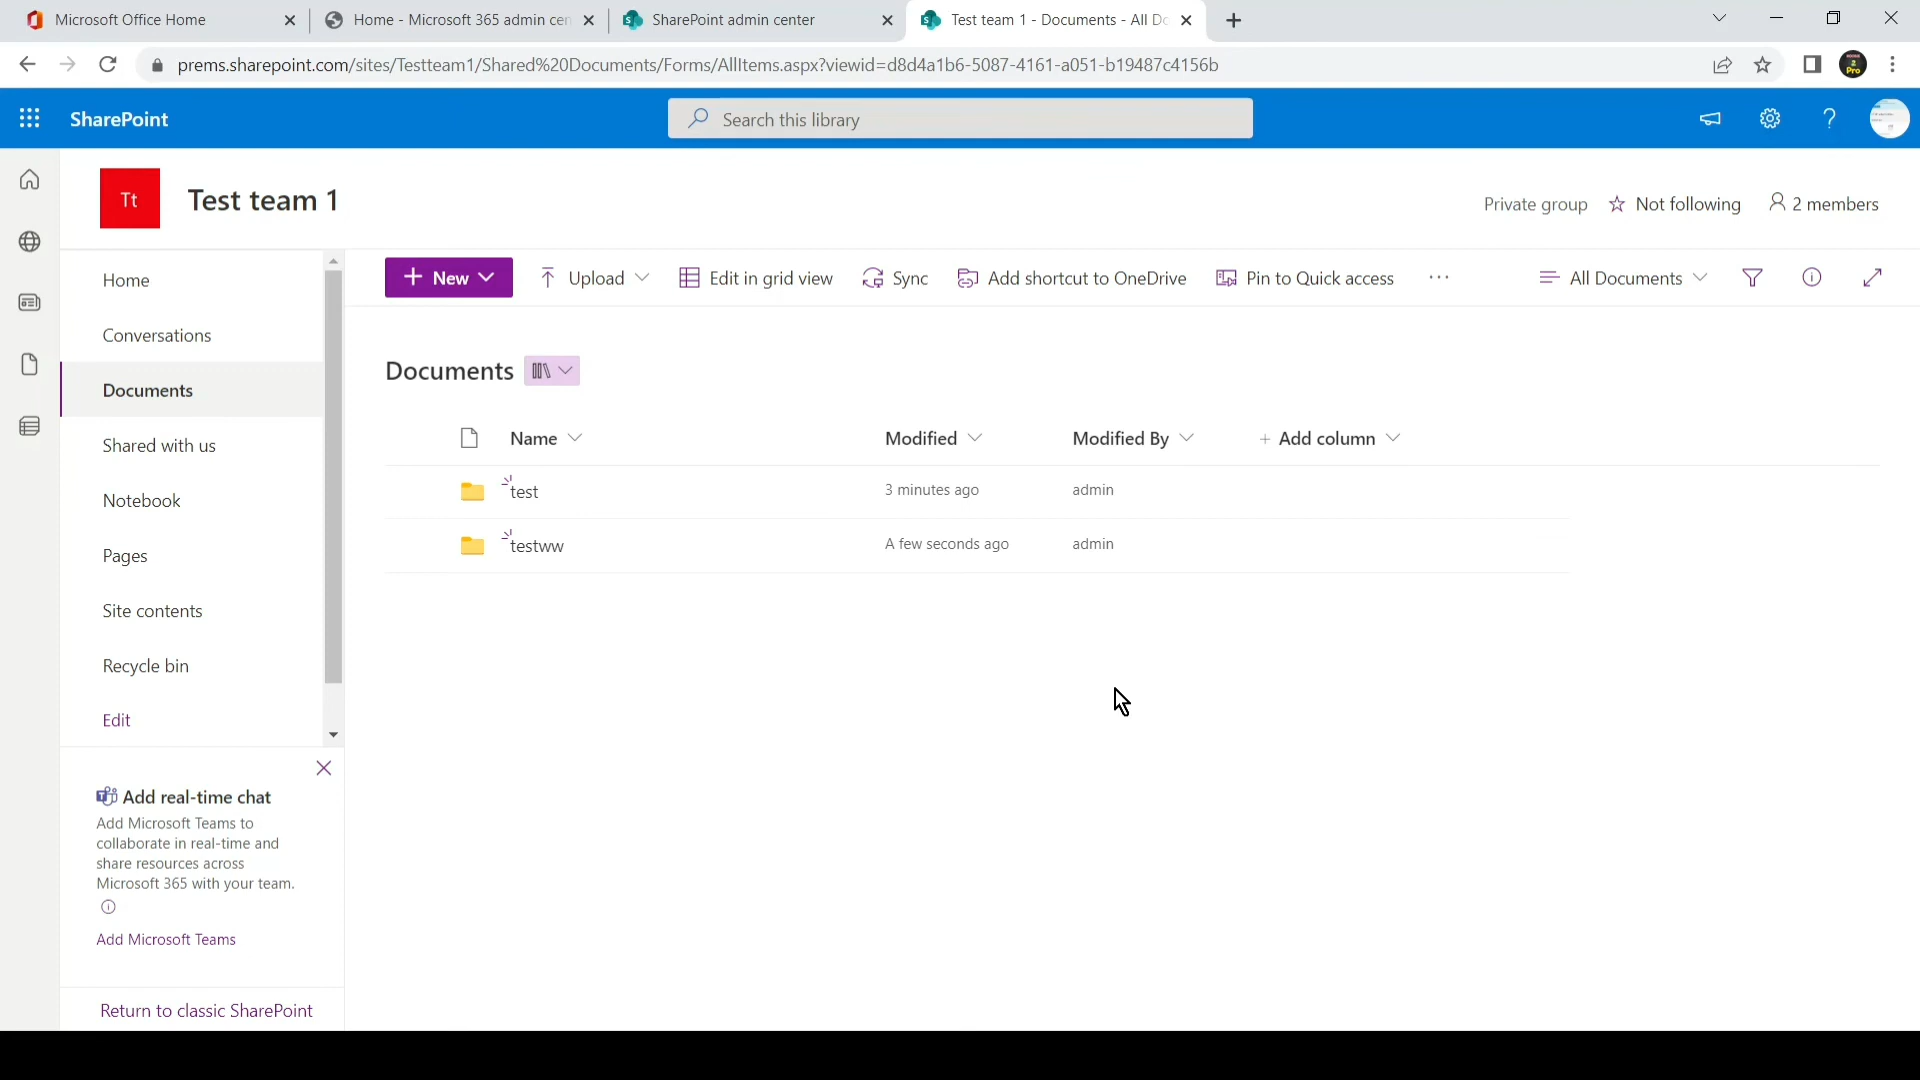 Microsoft Office Home
Home - Microsoft 365 admin cen
SharePoint admin center
Test team 1 - Documents - All Do
prems.sharepoint.com/sites/Testteam1/Shared%20Documents/Forms/AllItems.aspx?viewid=d8d4a1b6-5087-4161-a051-b19487c4156b
SharePoint
Search this library
Tt
Test team 1
Private group
Not following
2 members
Home
Conversations
Documents
Shared with us
Notebook
Pages
Site contents
Recycle bin
Edit
Add real-time chat
Add Microsoft Teams to
collaborate in real-time and
share resources across
Microsoft 365 with your team.
Add Microsoft Teams
Return to classic SharePoint
+ New
Upload
Edit in grid view
Sync
Add shortcut to OneDrive
Pin to Quick access
...
All Documents
Documents
Name
Modified
Modified By
+ Add column
test
3 minutes ago
admin
testww
A few seconds ago
admin